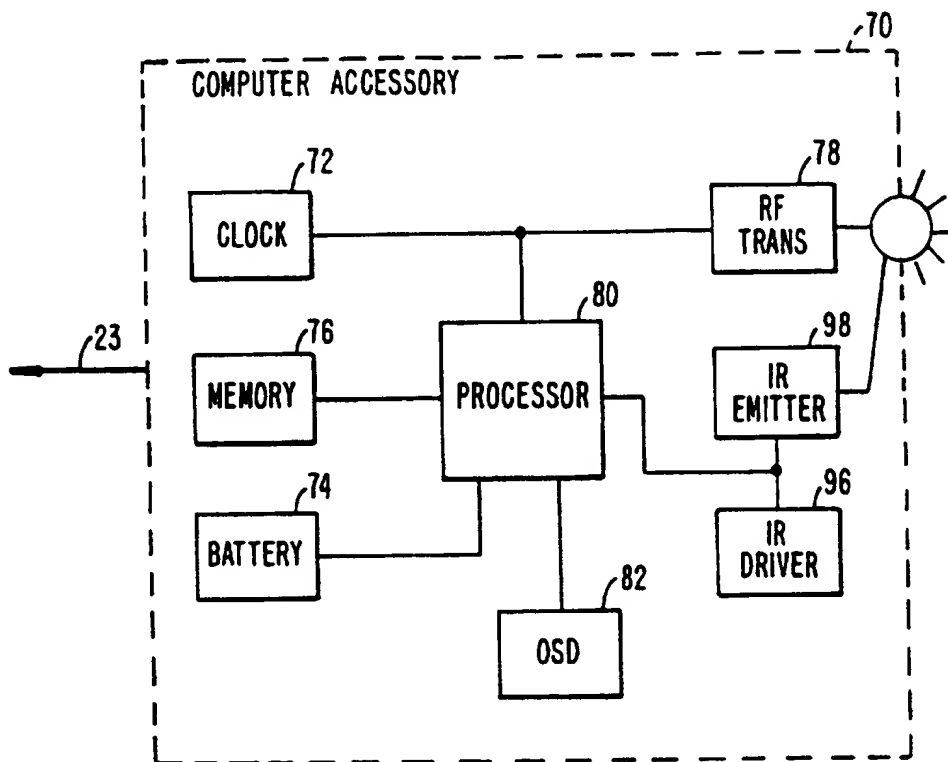 70
COMPUTER ACCESSORY
72
CLOCK
78
RF
TRANS
80
PROCESSOR
23
76
MEMORY
98
IR
EMITTER
74
BATTERY
96
IR
DRIVER
82
OSD